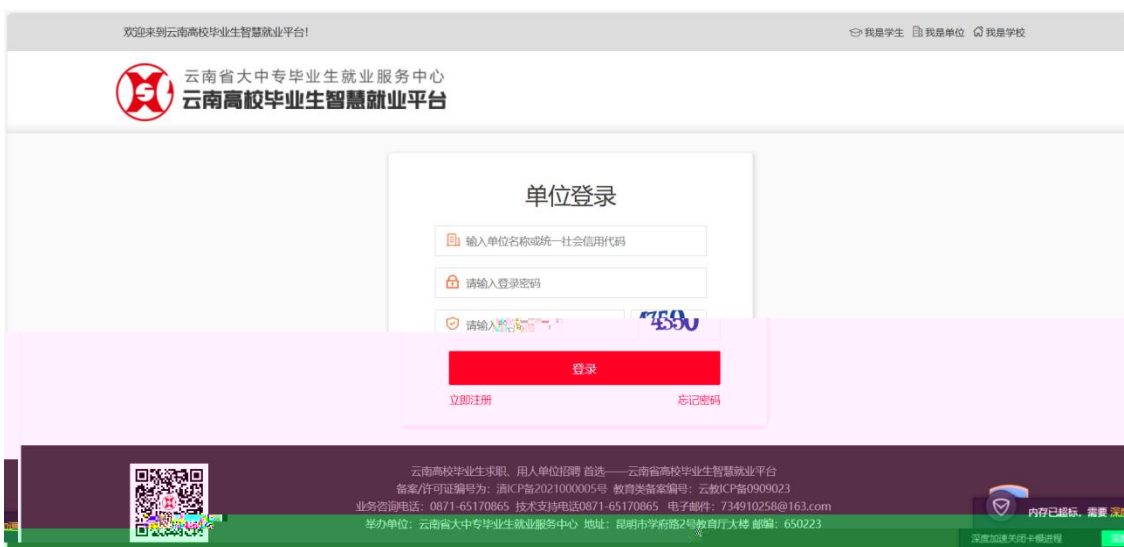 欢迎来到云南高校毕业生智慧就业平台!
我是学生 我是单位 我是学校
云南省大中专毕业生就业服务中心
云南高校毕业生智慧就业平台
单位登录
输入单位名称或统一社会信用代码
请输入登录密码
请输入
登录
立即注册 忘记密码
云南高校毕业生求职、用人单位招聘 首选——云南省高校毕业生智慧就业平台
备案/许可证编号为：滇ICP备2021000005号 教育类备案编号：云教ICP备0909023
业务咨询电话：0871-65170865 技术支持电话0871-65170865 电子邮件：734910258@163.com
举办单位：云南省大中专毕业生就业服务中心 地址：昆明市学府路2号教育厅大楼 邮编：650223
内存已超标，需要
深度加速关闭卡顿进程